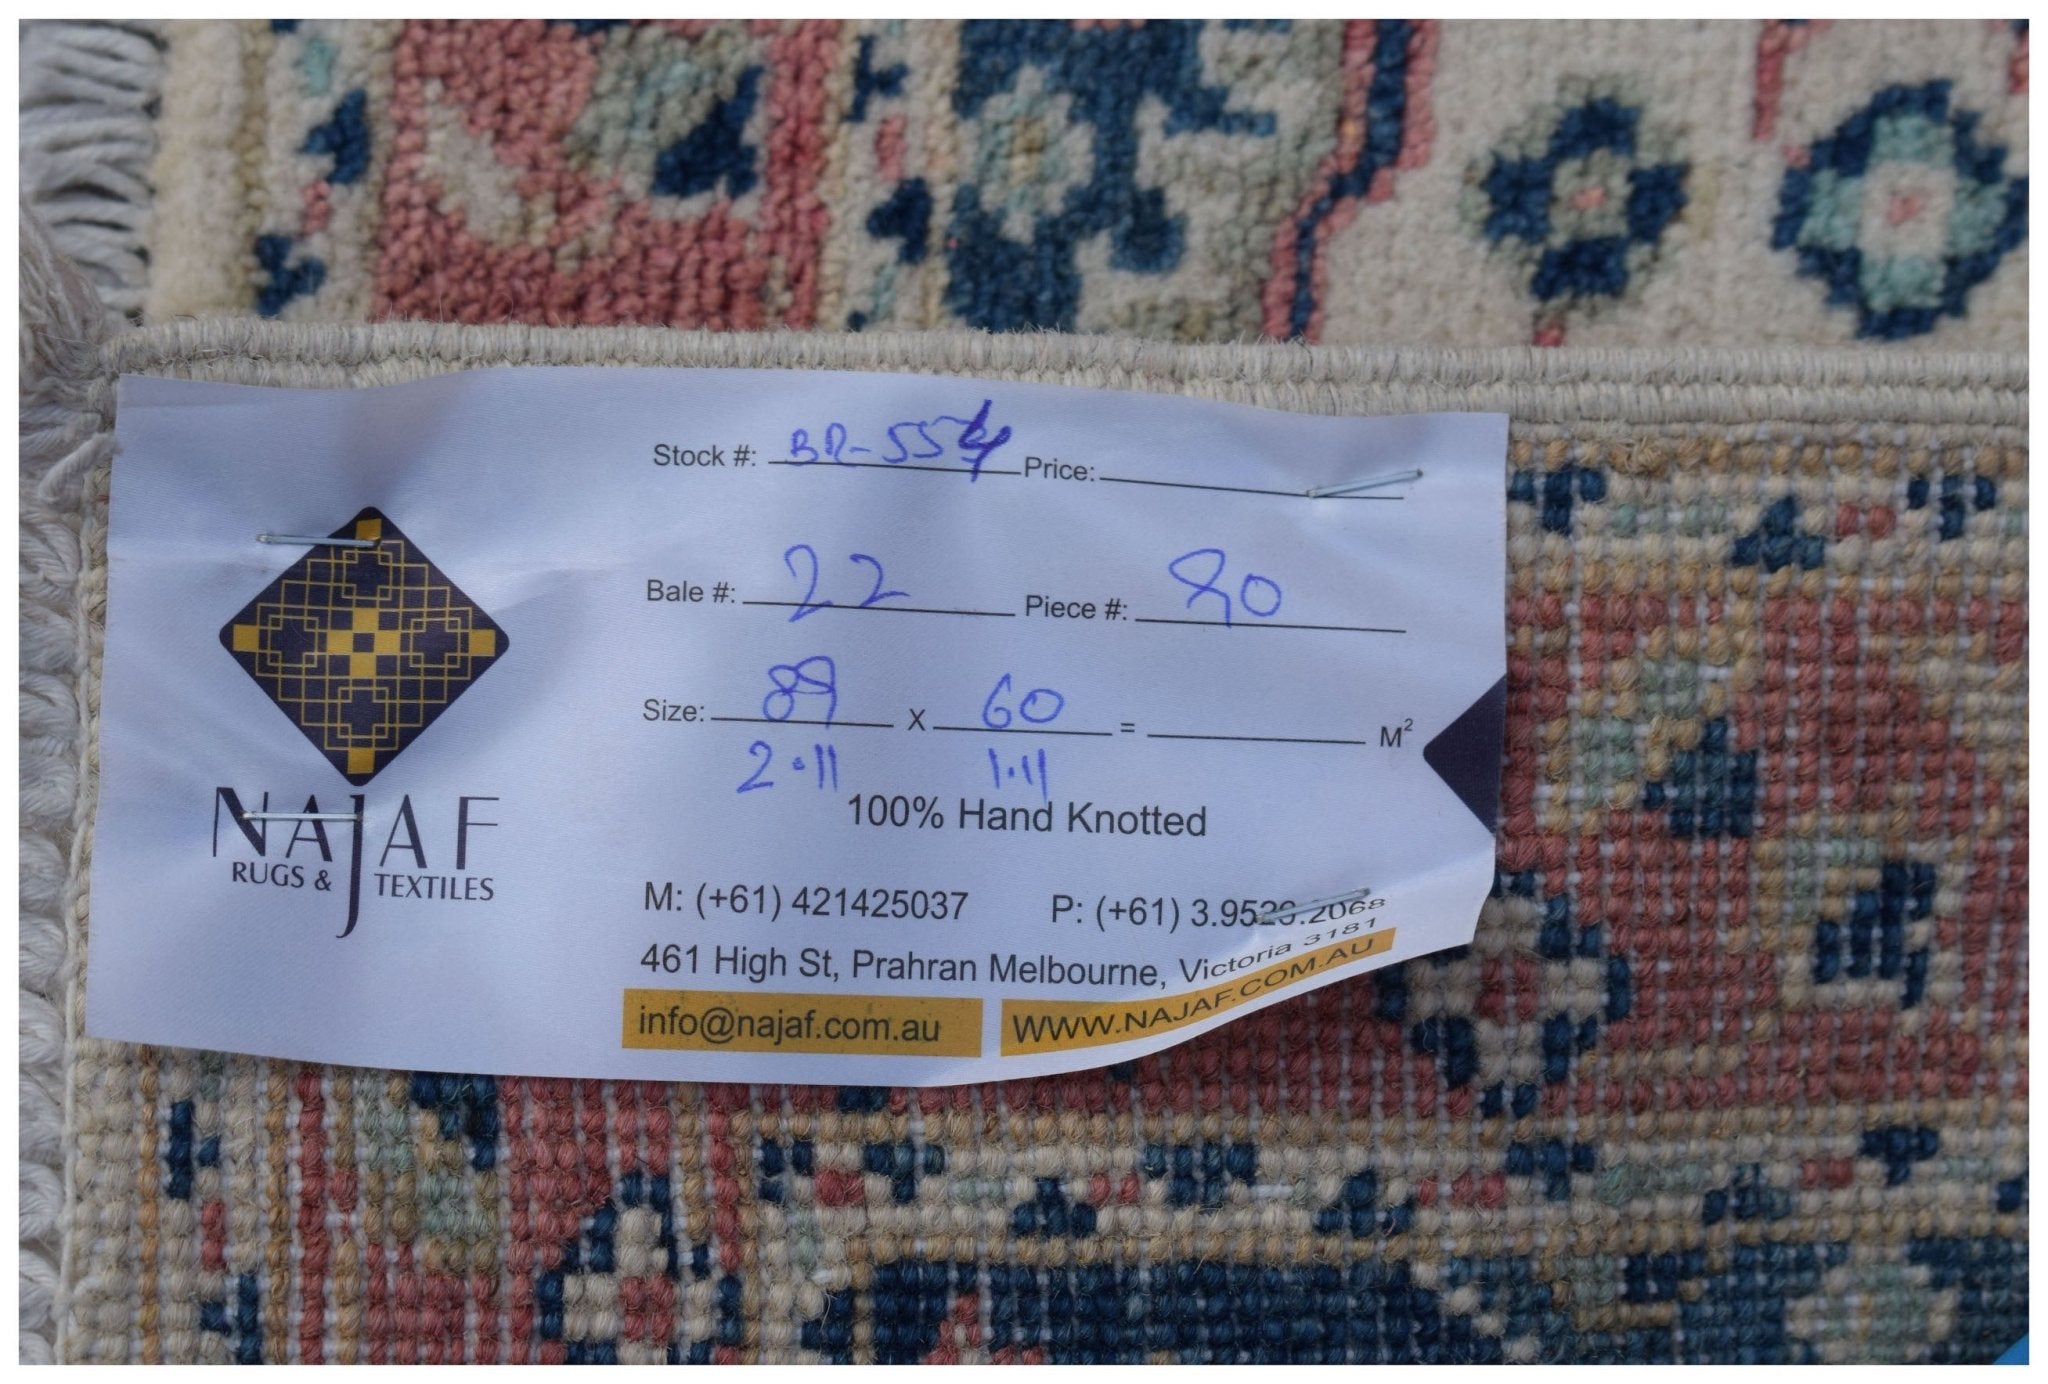 Stock #: BR-554 Price:
Bale #: 22 Piece #: 80
Size: 89 X 60 = M²
2.11 1.11
100% Hand Knotted
NAJAF
RUGS & TEXTILES
M: (+61) 421425037 P: (+61) 3.9529.2068
461 High St, Prahran Melbourne, Victoria 3181
info@najaf.com.au WWW.NAJAF.COM.AU